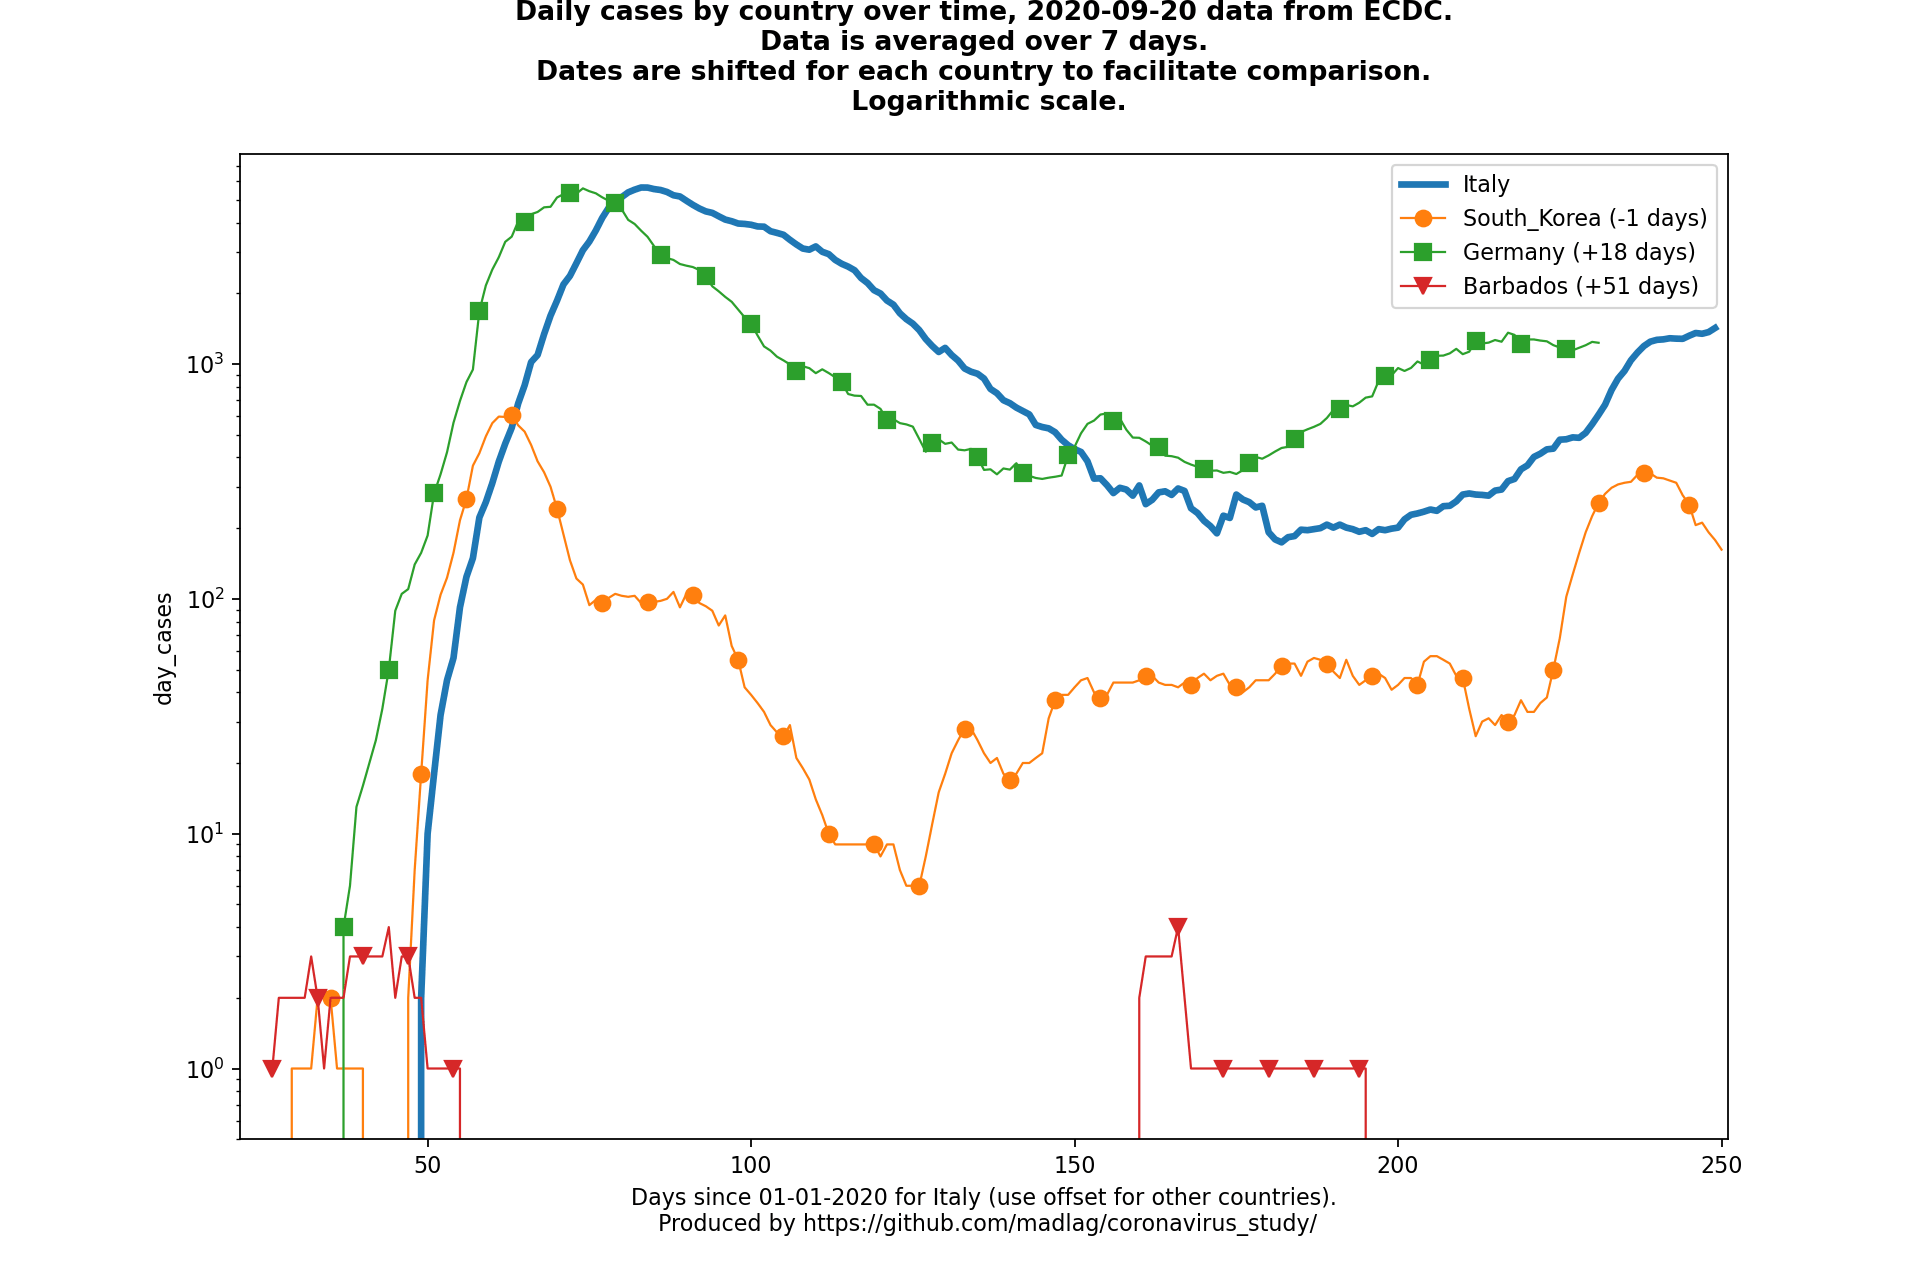 Daily cases by country over time, 2020-09-20 data from ECDC.
Data is averaged over 7 days.
Dates are shifted for each country to facilitate comparison.
Logarithmic scale.
Italy
South_Korea (-1 days)
Germany (+18 days)
Barbados (+51 days)
10³
10²
10¹
10⁰
day_cases
50 100 150 200 250
Days since 01-01-2020 for Italy (use offset for other countries).
Produced by https://github.com/madlag/coronavirus_study/